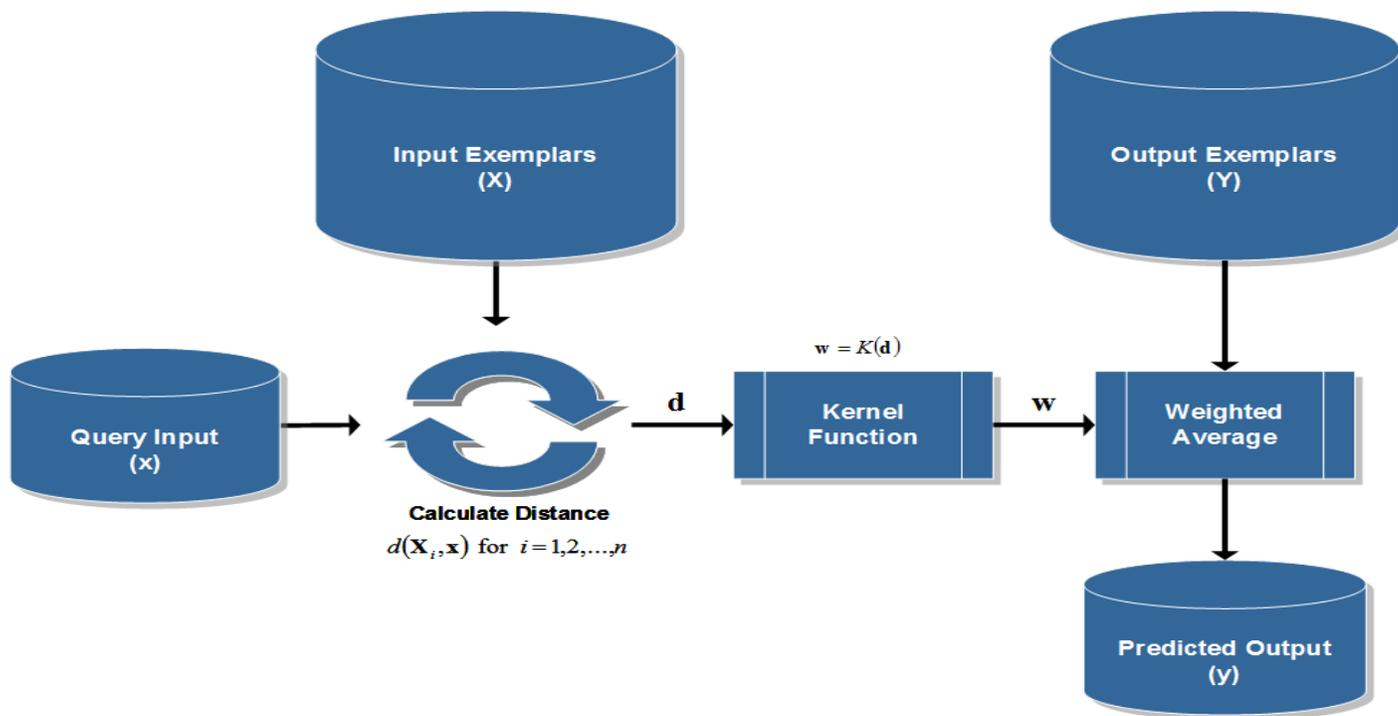 Input Exemplars
(X)
Output Exemplars
(Y)
Query Input
(x)
Calculate Distance
d(Xᵢ,x) for i=1,2,...,n
d
w = K(d)
Kernel
Function
w
Weighted
Average
Predicted Output
(y)